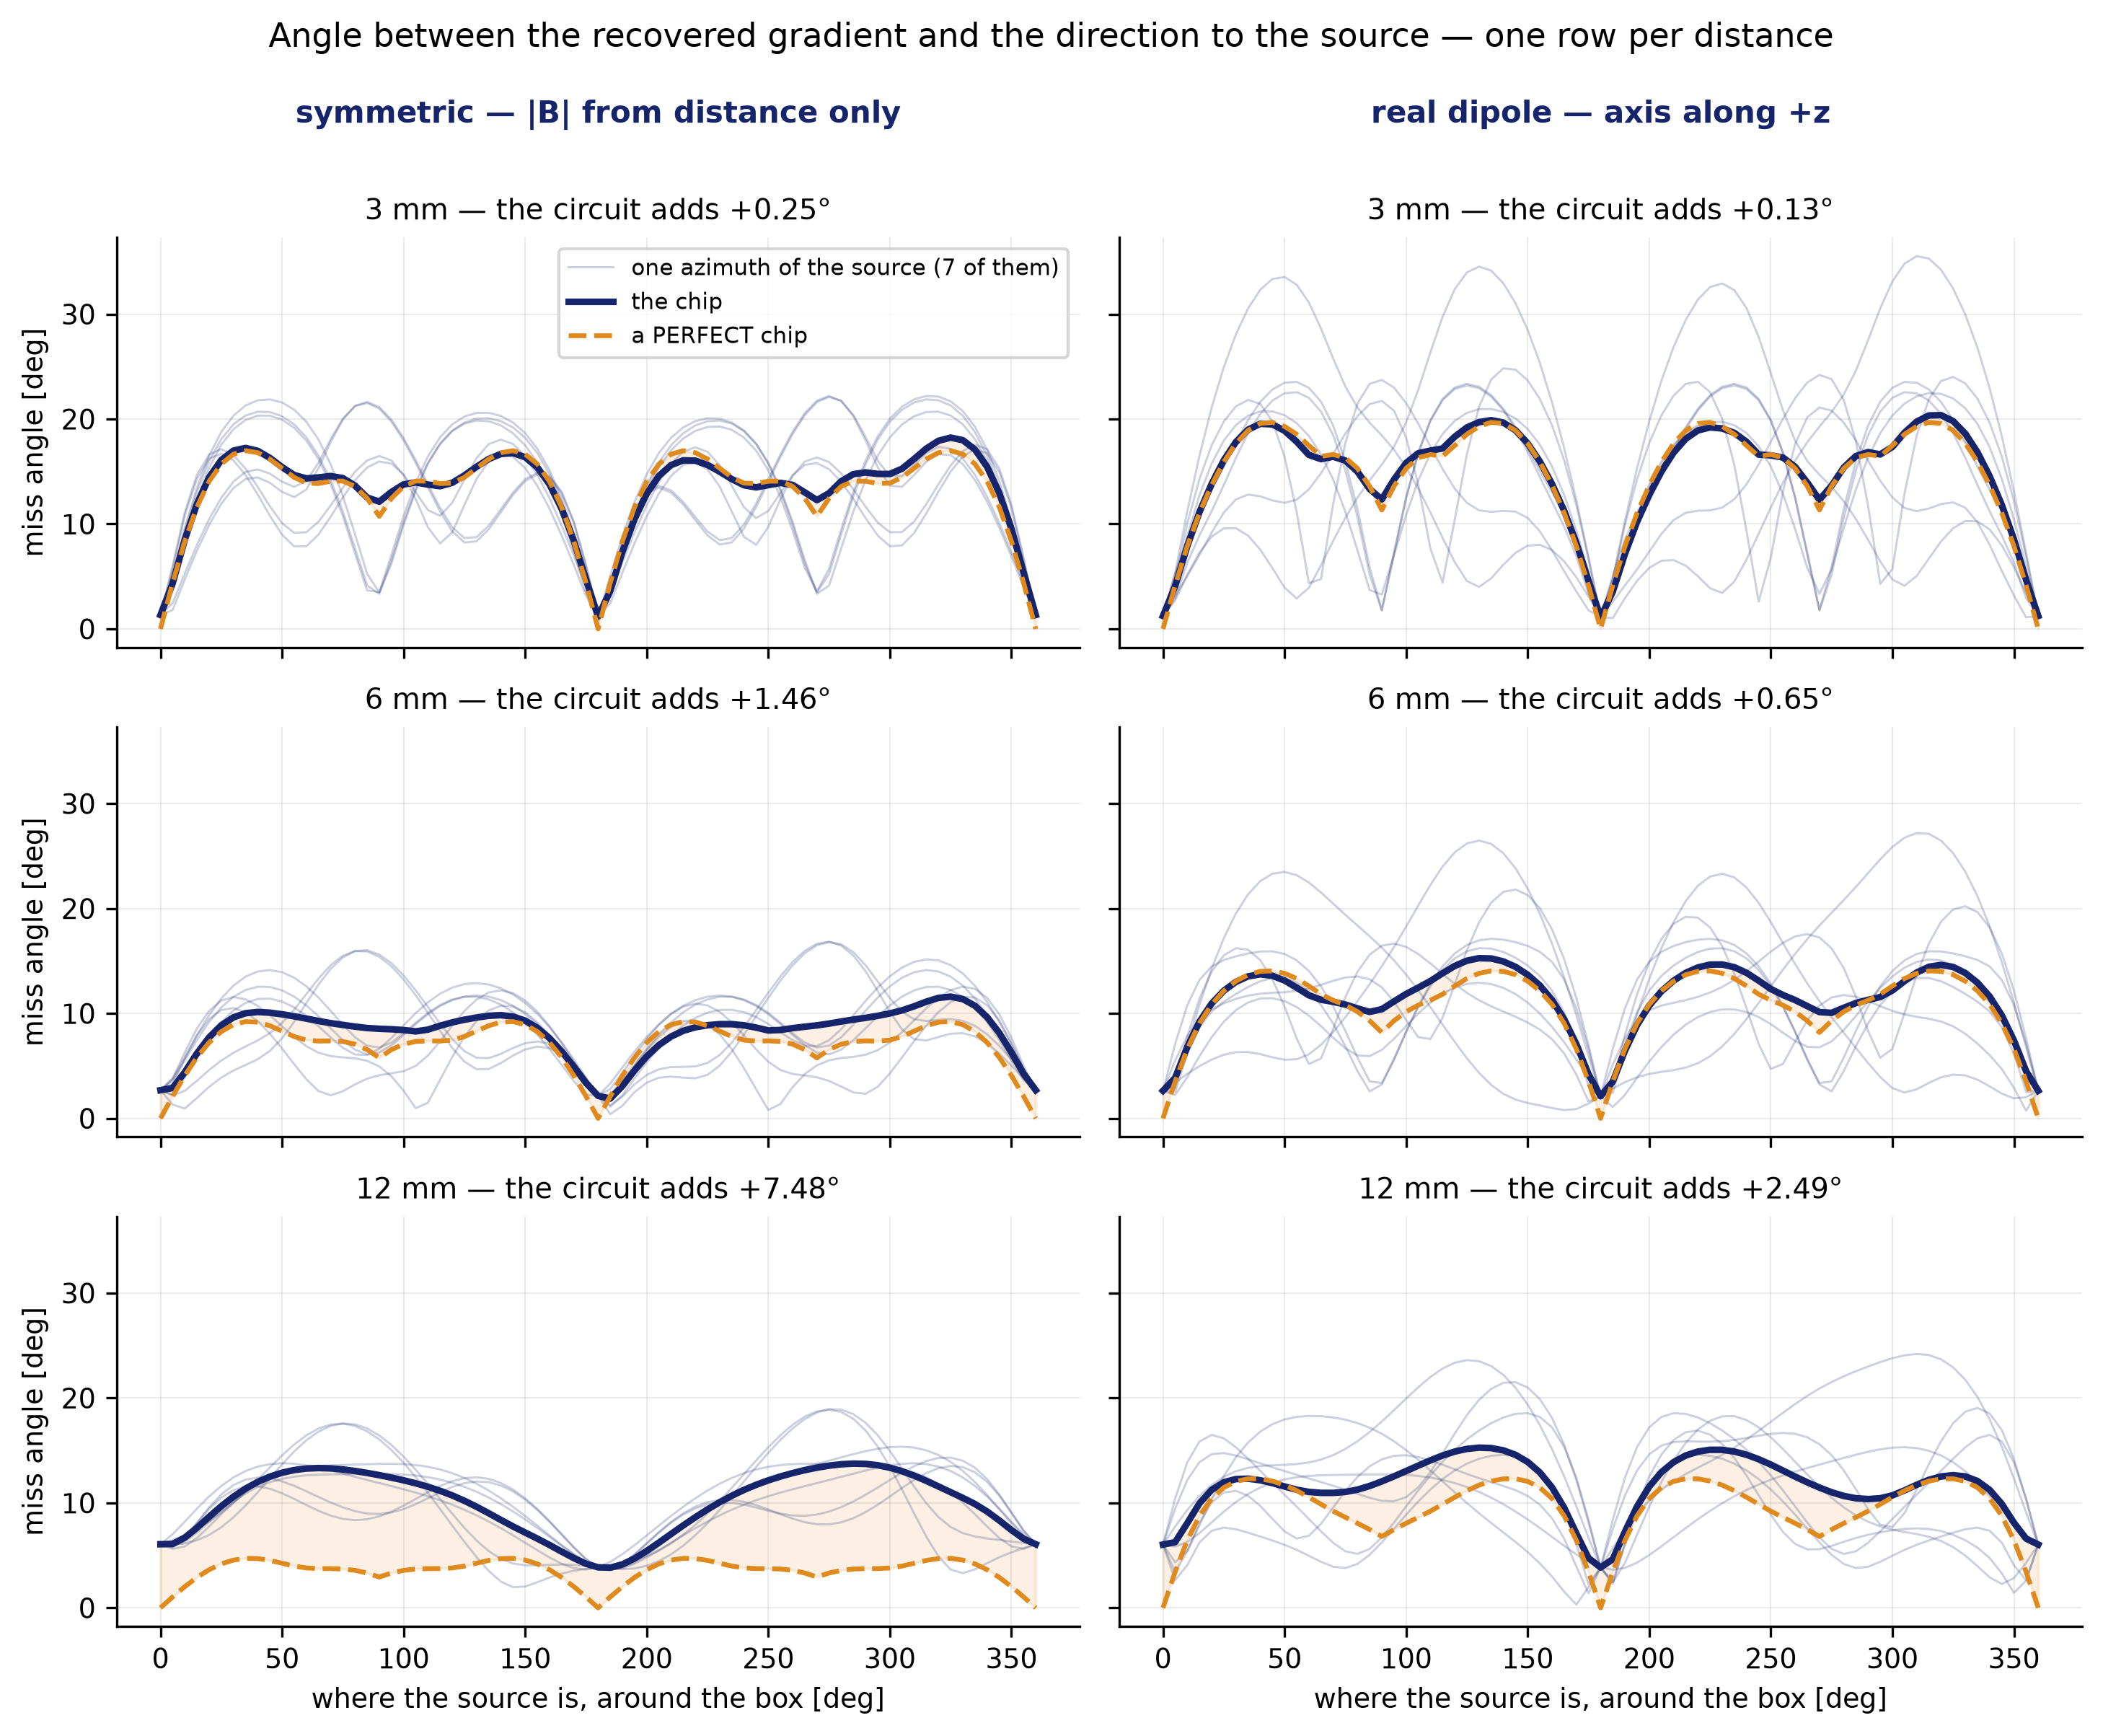 Angle between the recovered gradient and the direction to the source — one row per distance
symmetric — |B| from distance only
real dipole — axis along +z
3 mm — the circuit adds +0.25°
3 mm — the circuit adds +0.13°
one azimuth of the source (7 of them)
the chip
a PERFECT chip
miss angle [deg]
30
20
10
0
6 mm — the circuit adds +1.46°
6 mm — the circuit adds +0.65°
miss angle [deg]
30
20
10
0
12 mm — the circuit adds +7.48°
12 mm — the circuit adds +2.49°
miss angle [deg]
30
20
10
0
0 50 100 150 200 250 300 350
0 50 100 150 200 250 300 350
where the source is, around the box [deg]
where the source is, around the box [deg]